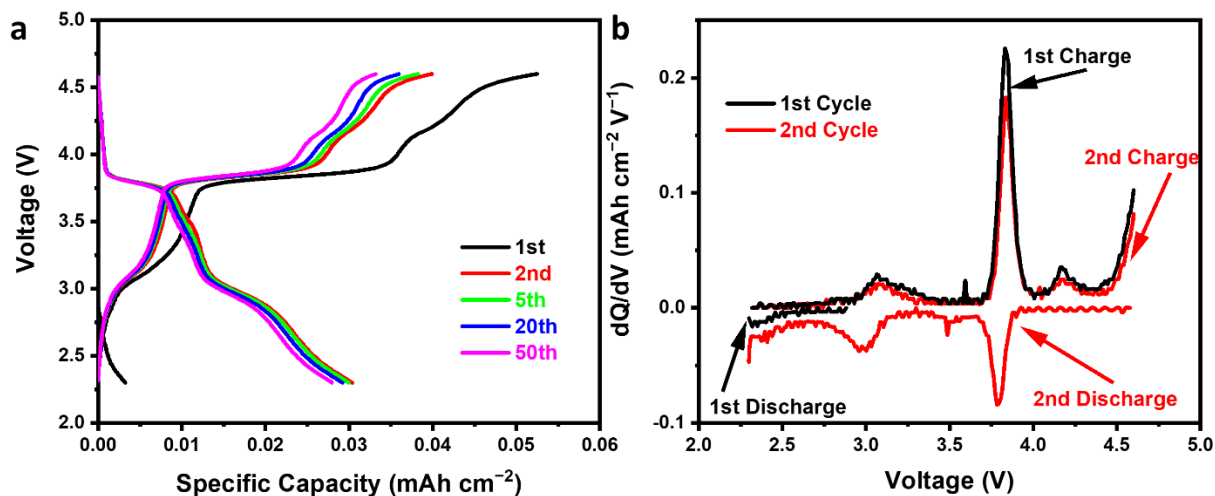 a
5.0
4.5
4.0
3.5
3.0
2.5
2.0
Voltage (V)
1st
2nd
5th
20th
50th
0.00 0.01 0.02 0.03 0.04 0.05 0.06
Specific Capacity (mAh cm⁻²)
b
0.2
0.1
0.0
-0.1
dQ/dV (mAh cm⁻² V⁻¹)
1st Charge
1st Cycle
2nd Cycle
2nd Charge
1st Discharge
2nd Discharge
2.0 2.5 3.0 3.5 4.0 4.5 5.0
Voltage (V)